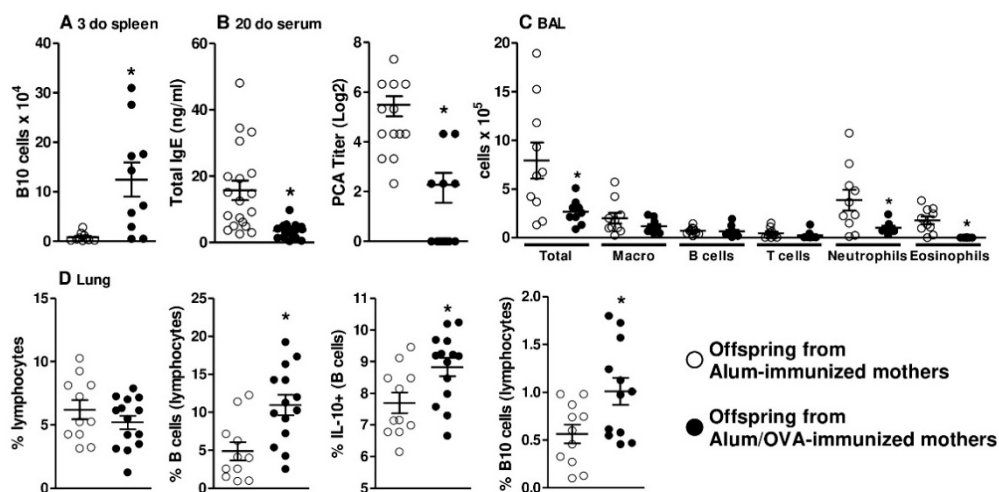 A 3 do spleen
B10 cells x 10^4
40
30
20
10
0
*
B 20 do serum
Total IgE (ng/ml)
60
40
20
0
*
PCA Titer (Log2)
8
6
4
2
0
*
C BAL
cells x 10^5
20
15
10
5
0
* * *
Total Macro B cells T cells Neutrophils Eosinophils
D Lung
% lymphocytes
15
10
5
0
% B cells (lymphocytes)
25
20
15
10
5
0
*
% IL-10+ (B cells)
11
10
9
8
7
6
5
*
% B10 cells (lymphocytes)
2.0
1.5
1.0
0.5
0.0
*
Offspring from
Alum-immunized mothers
Offspring from
Alum/OVA-immunized mothers